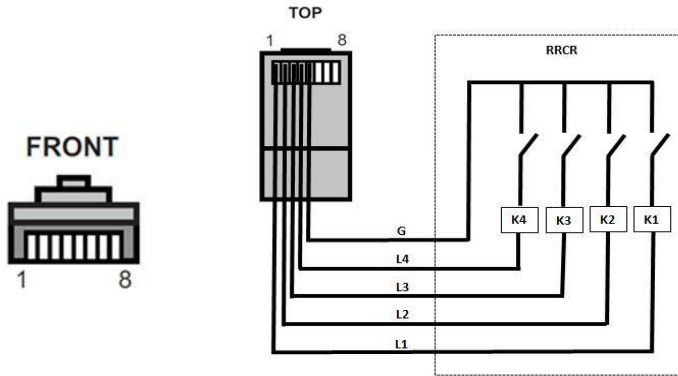 TOP
1 8
RRCR
FRONT
1 8
K4 K3 K2 K1
G
L4
L3
L2
L1